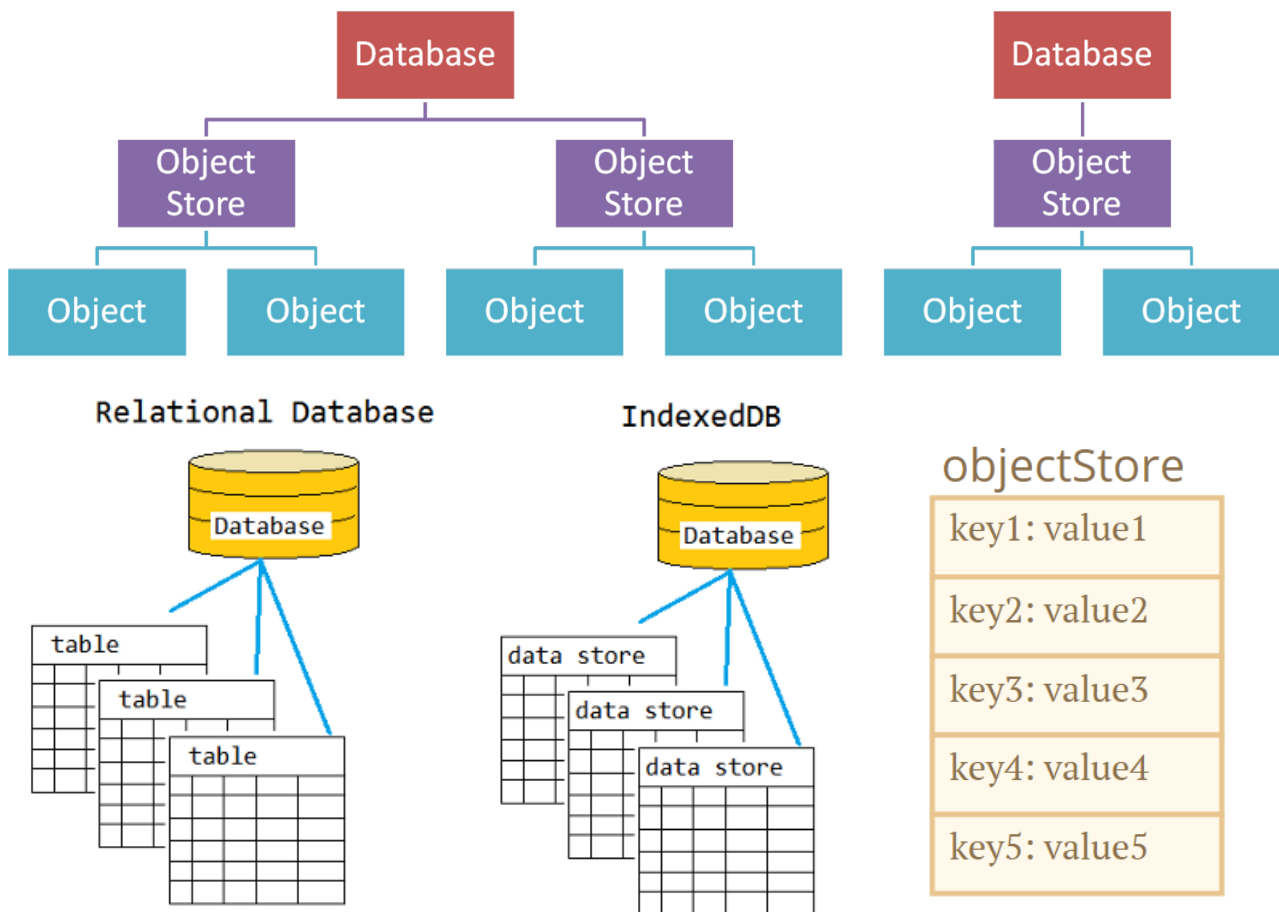 Database
Database
Object
Store
Object
Store
Object
Store
Object
Object
Object
Object
Object
Object
Relational Database
Database
table
table
table
IndexedDB
Database
data store
data store
data store
objectStore
key1: value1
key2: value2
key3: value3
key4: value4
key5: value5